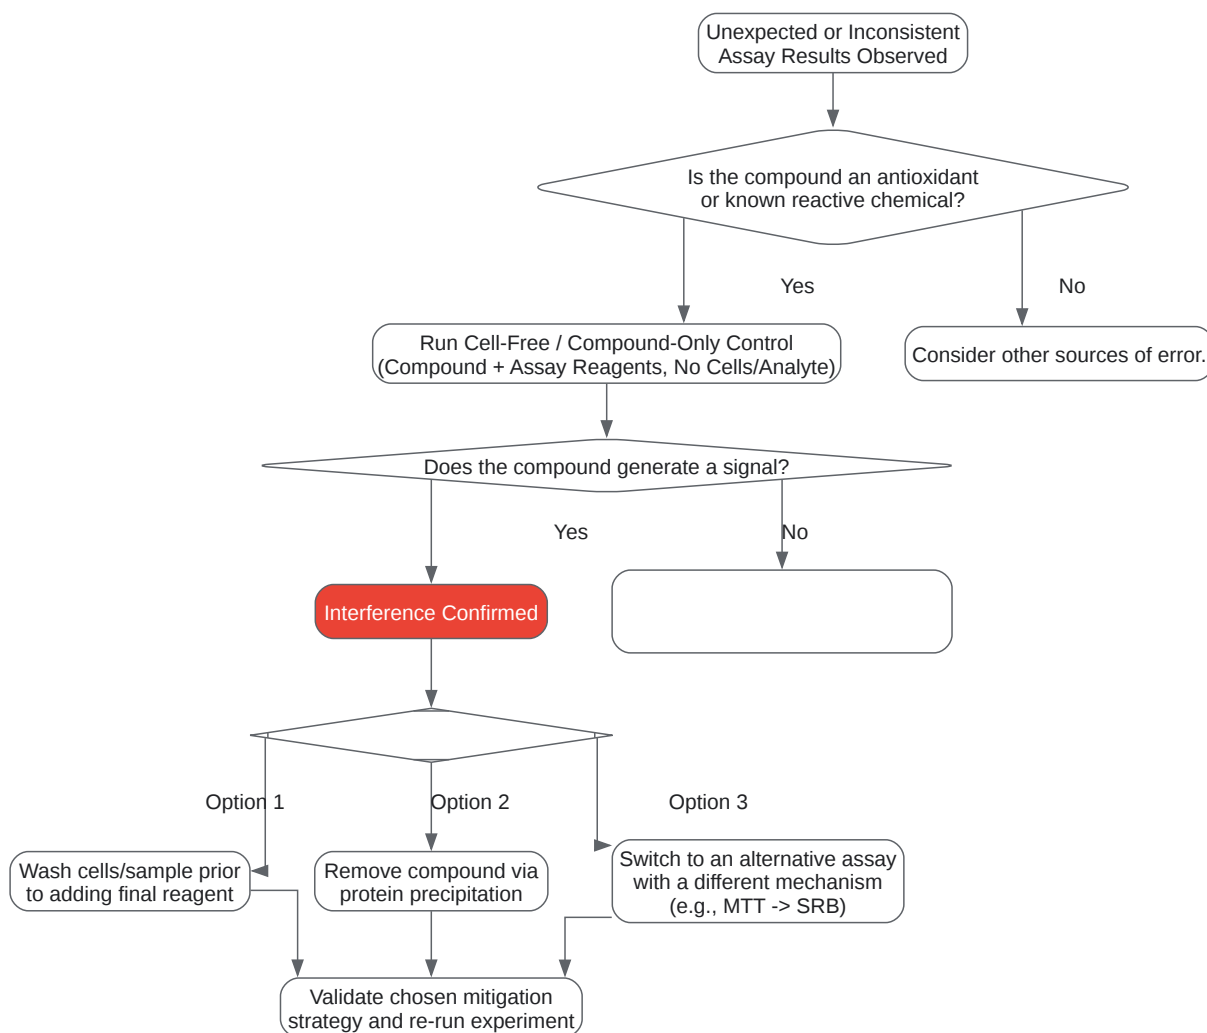 Unexpected or Inconsistent
Assay Results Observed
Is the compound an antioxidant
or known reactive chemical?
Yes
No
Run Cell-Free / Compound-Only Control
(Compound + Assay Reagents, No Cells/Analyte)
Consider other sources of error.
Does the compound generate a signal?
Yes
No
Interference Confirmed
Option 1
Option 2
Option 3
Wash cells/sample prior
to adding final reagent
Remove compound via
protein precipitation
Switch to an alternative assay
with a different mechanism
(e.g., MTT -> SRB)
Validate chosen mitigation
strategy and re-run experiment